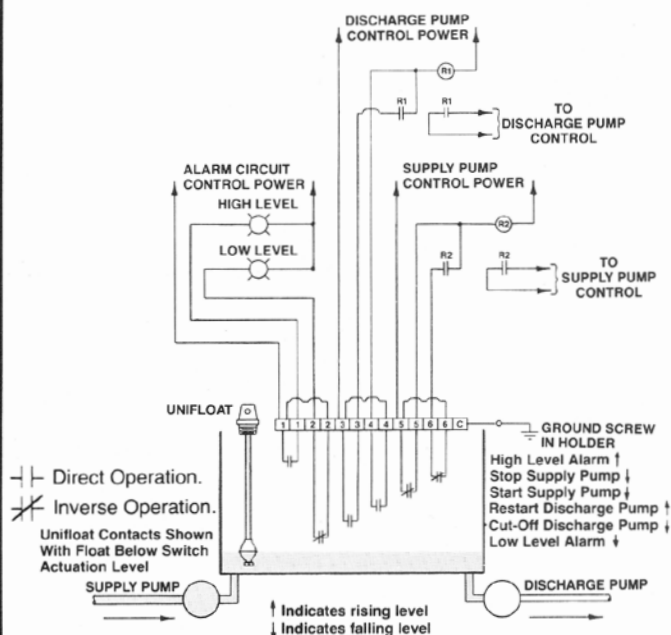 DISCHARGE PUMP
CONTROL POWER
R1
R1
R1
TO
DISCHARGE PUMP
CONTROL
ALARM CIRCUIT
CONTROL POWER
SUPPLY PUMP
CONTROL POWER
HIGH LEVEL
R2
LOW LEVEL
R2
R2
TO
SUPPLY PUMP
CONTROL
UNIFLOAT
1 1 2 2 3 3 4 4 5 5 6 6 C
GROUND SCREW
IN HOLDER
High Level Alarm ↑
Stop Supply Pump ↓
Start Supply Pump ↓
Restart Discharge Pump ↑
Cut-Off Discharge Pump ↓
Low Level Alarm ↓
Direct Operation.
Inverse Operation.
Unifloat Contacts Shown
With Float Below Switch
Actuation Level
SUPPLY PUMP
DISCHARGE PUMP
↑ Indicates rising level
↓ Indicates falling level